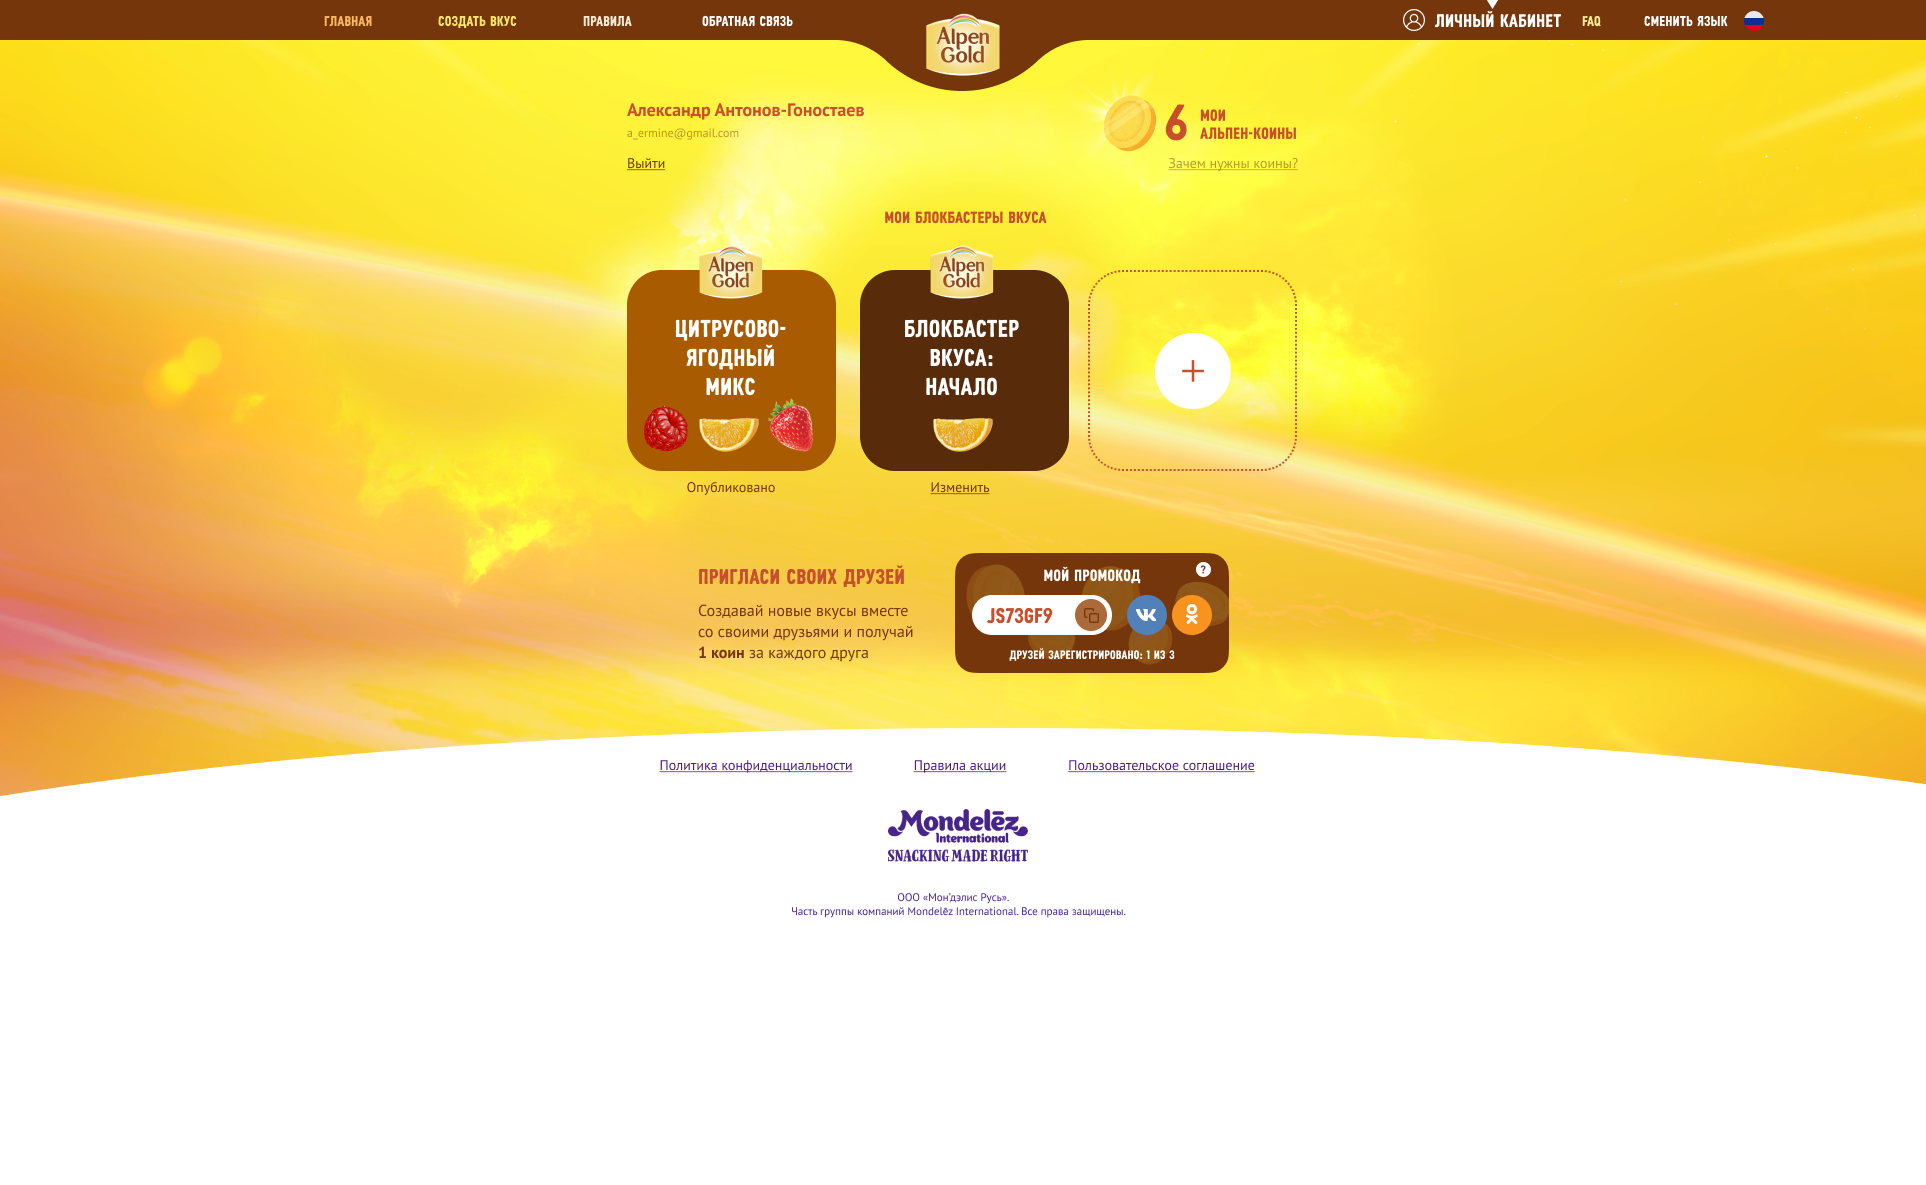 ГЛАВНАЯ
СОЗДАТЬ ВКУС
ПРАВИЛА
ОБРАТНАЯ СВЯЗЬ
Alpen
Gold
ЛИЧНЫЙ КАБИНЕТ
FAQ
СМЕНИТЬ ЯЗЫК
Александр Антонов-Гоностаев
a_ermine@gmail.com
Выйти
6
МОИ
АЛЬПЕН-КОИНЫ
Зачем нужны коины?
МОИ БЛОКБАСТЕРЫ ВКУСА
Alpen
Gold
ЦИТРУСОВО-
ЯГОДНЫЙ
МИКС
Опубликовано
Alpen
Gold
БЛОКБАСТЕР
ВКУСА:
НАЧАЛО
Изменить
ПРИГЛАСИ СВОИХ ДРУЗЕЙ
Создавай новые вкусы вместе
со своими друзьями и получай
1 коин за каждого друга
МОЙ ПРОМОКОД
?
JS73GF9
ДРУЗЕЙ ЗАРЕГИСТРИРОВАНО: 1 ИЗ 3
Политика конфиденциальности
Правила акции
Пользовательское соглашение
Mondelēz
International
SNACKING MADE RIGHT
ООО «Мон'дэлис Русь».
Часть группы компаний Mondelēz International. Все права защищены.